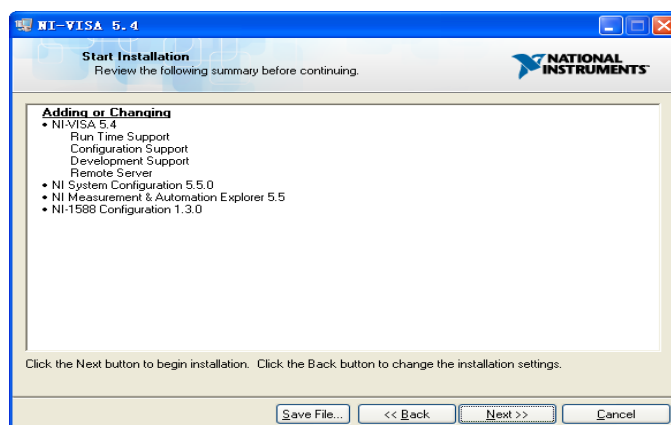 NI-VISA 5.4
Start Installation
Review the following summary before continuing.
NATIONAL
INSTRUMENTS™
Adding or Changing
• NI-VISA 5.4
Run Time Support
Configuration Support
Development Support
Remote Server
• NI System Configuration 5.5.0
• NI Measurement & Automation Explorer 5.5
• NI-1588 Configuration 1.3.0
Click the Next button to begin installation. Click the Back button to change the installation settings.
Save File... << Back Next >> Cancel